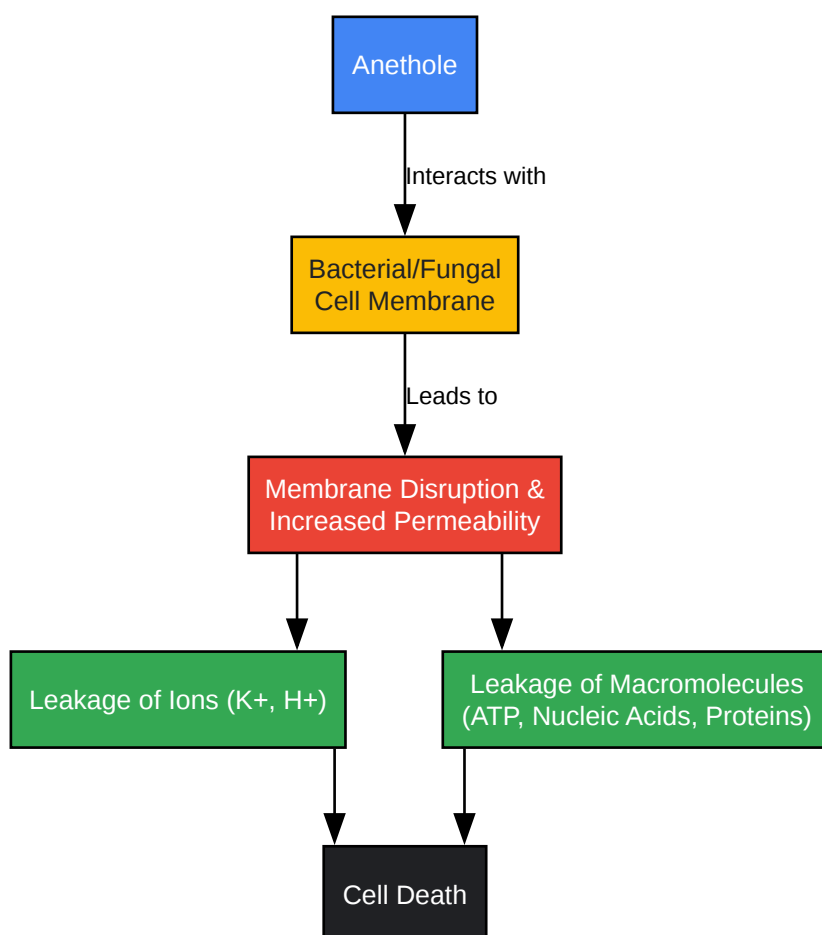 Anethole
Interacts with
Bacterial/Fungal
Cell Membrane
Leads to
Membrane Disruption &
Increased Permeability
Leakage of Ions (K+, H+)
Leakage of Macromolecules
(ATP, Nucleic Acids, Proteins)
Cell Death